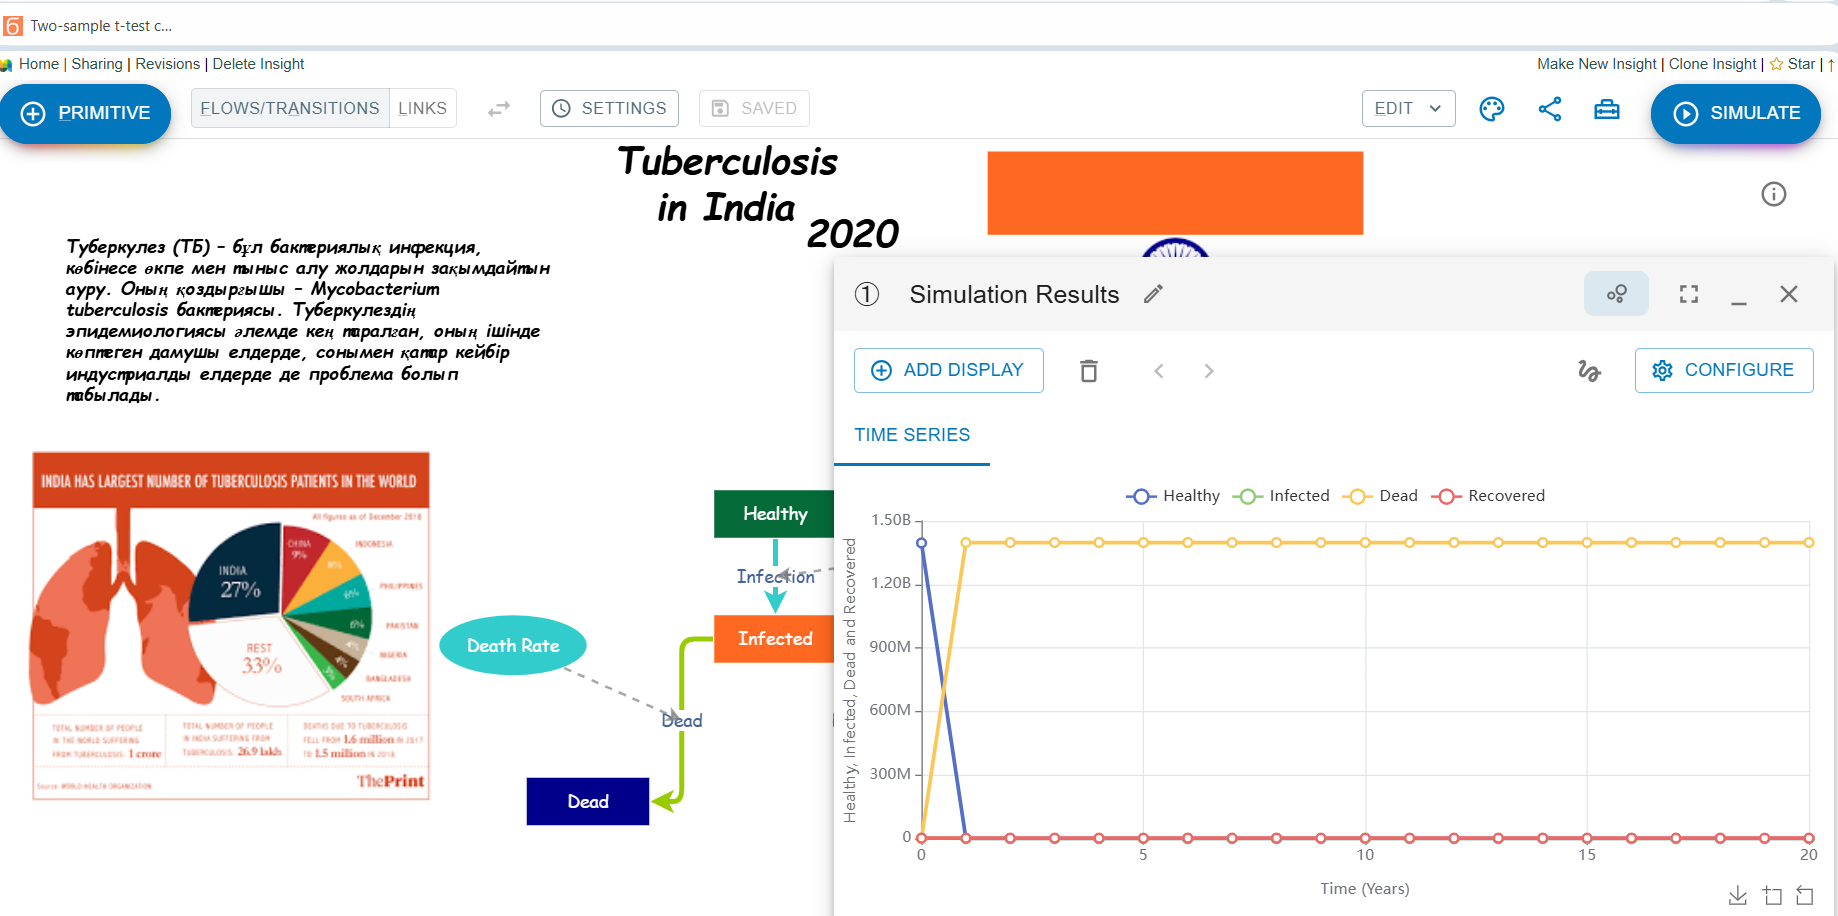 Two-sample t-test c...
Home | Sharing | Revisions | Delete Insight
Make New Insight | Clone Insight | Star |
PRIMITIVE
FLOWS/TRANSITIONS
LINKS
SETTINGS
SAVED
EDIT
SIMULATE
Tuberculosis
in India
2020
Туберкулез (ТБ) – бұл бактериялық инфекция,
көбінесе өкпе мен тыныс алу жолдарын зақымдайтын
ауру. Оның қоздырғышы – Mycobacterium
tuberculosis бактериясы. Туберкулездің
эпидемиологиясы әлемде кең таралған, оның ішінде
көптеген дамушы елдерде, сонымен қатар кейбір
индустриалды елдерде де проблема болып
табылады.
INDIA HAS LARGEST NUMBER OF TUBERCULOSIS PATIENTS IN THE WORLD
All figures as of December 2018
INDIA
27%
CHINA
9%
INDONESIA
8%
PHILIPPINES
6%
PAKISTAN
6%
NIGERIA
4%
BANGLADESH
4%
SOUTH AFRICA
3%
REST
33%
TOTAL NUMBER OF PEOPLE
IN THE WORLD SUFFERING
FROM TUBERCULOSIS: 1 crore
TOTAL NUMBER OF PEOPLE
IN INDIA SUFFERING FROM
TUBERCULOSIS: 26.9 lakh
DEATHS DUE TO TUBERCULOSIS
FELL FROM 1.6 million IN 2017
TO 1.5 million IN 2018
Source: WORLD HEALTH ORGANIZATION
ThePrint
Healthy
Infection
Infected
Death Rate
Dead
Dead
1
Simulation Results
ADD DISPLAY
CONFIGURE
TIME SERIES
Healthy
Infected
Dead
Recovered
Healthy, Infected, Dead and Recovered
1.50B
1.20B
900M
600M
300M
0
0
5
10
15
20
Time (Years)